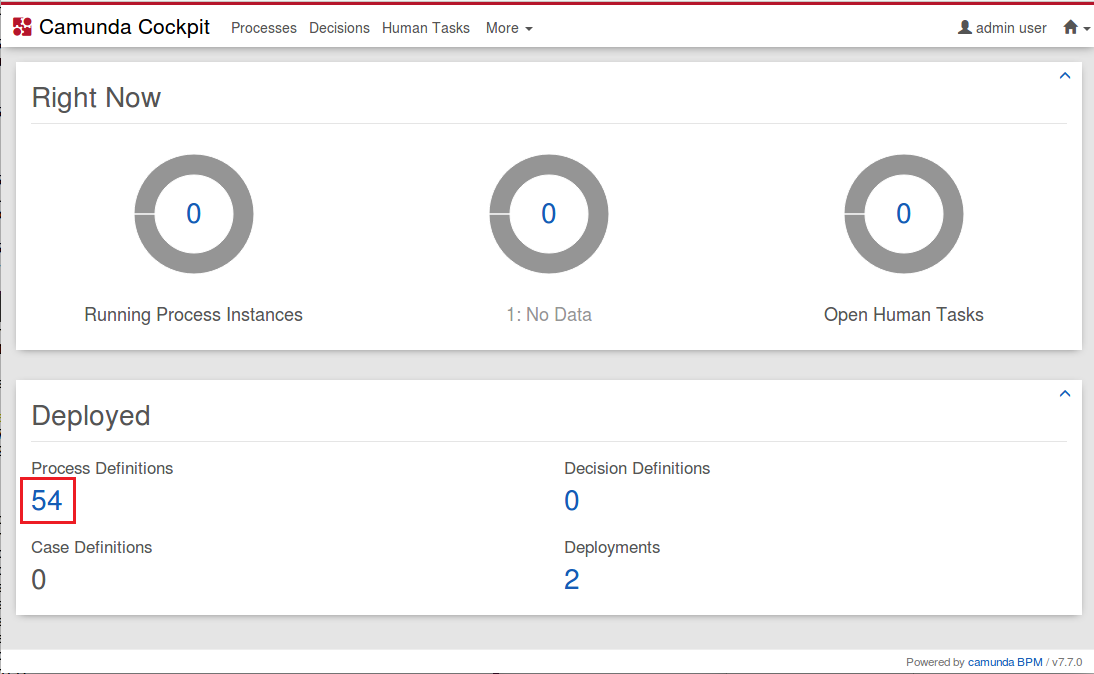 Camunda Cockpit Processes Decisions Human Tasks More admin user
Right Now
0 0 0
Running Process Instances 1: No Data Open Human Tasks
Deployed
Process Definitions Decision Definitions
54 0
Case Definitions Deployments
0 2
Powered by camunda BPM / v7.7.0